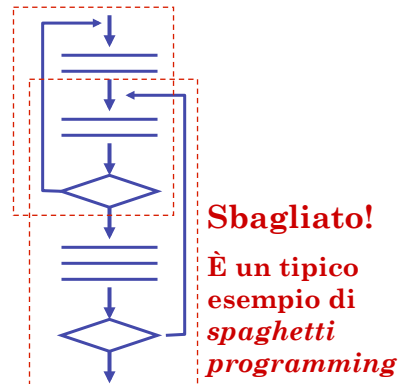 Sbagliato!
È un tipico
esempio di
spaghetti
programming